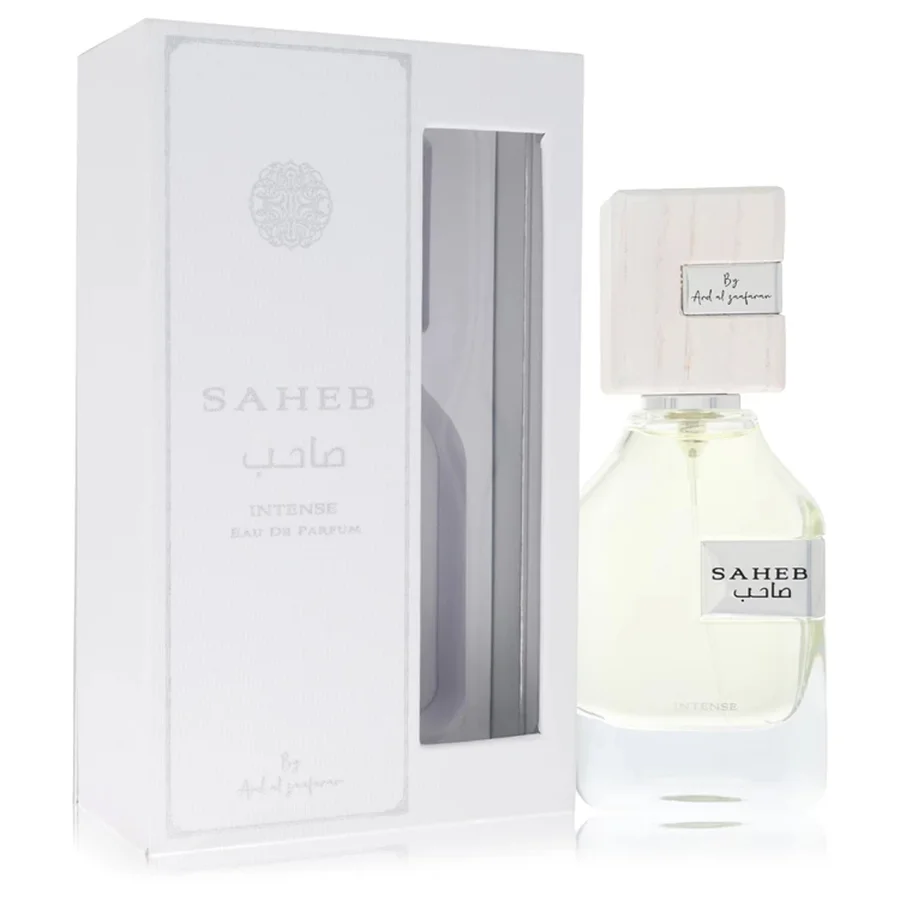 SAHEB
صاحب
INTENSE
EAU DE PARFUM
By
Ard al zaafaran
By
Ard al zaafaran
SAHEB
صاحب
INTENSE